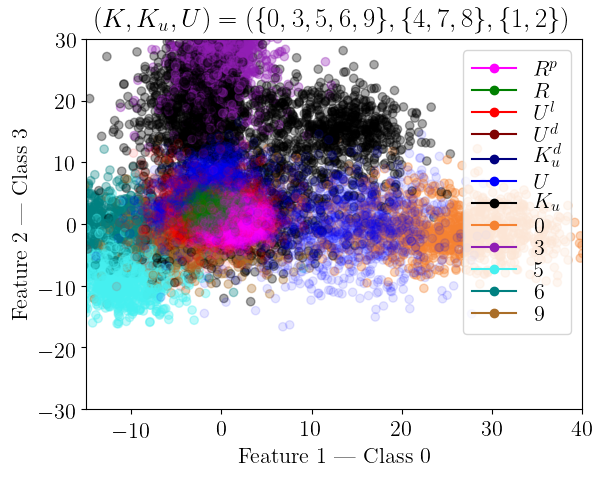 (K, K_u, U) = ({0, 3, 5, 6, 9}, {4, 7, 8}, {1, 2})
30
20
10
0
−10
−20
−30
Feature 2 — Class 3
R^p
R
U^l
U^d
K_u^d
U
K_u
0
3
5
6
9
−10
0
10
20
30
40
Feature 1 — Class 0